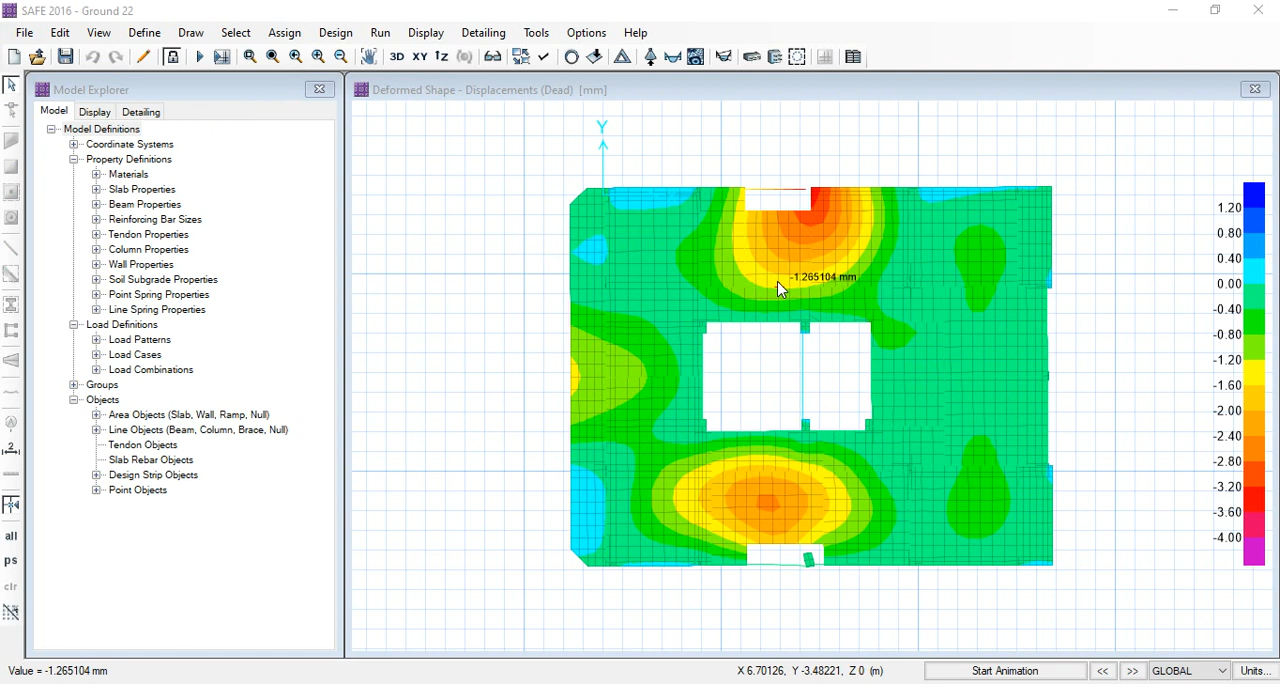 SAFE 2016 - Ground 22
File Edit View Define Draw Select Assign Design Run Display Detailing Tools Options Help
3D XY
Model Explorer
Model Display Detailing
Model Definitions
Coordinate Systems
Property Definitions
Materials
Slab Properties
Beam Properties
Reinforcing Bar Sizes
Tendon Properties
Column Properties
Wall Properties
Soil Subgrade Properties
Point Spring Properties
Line Spring Properties
Load Definitions
Load Patterns
Load Cases
Load Combinations
Groups
Objects
Area Objects (Slab, Wall, Ramp, Null)
Line Objects (Beam, Column, Brace, Null)
Tendon Objects
Slab Rebar Objects
Design Strip Objects
Point Objects
all
ps
clr
Deformed Shape - Displacements (Dead) [mm]
Y
-1.265104 mm
1.20
0.80
0.40
0.00
-0.40
-0.80
-1.20
-1.60
-2.00
-2.40
-2.80
-3.20
-3.60
-4.00
Value = -1.265104 mm
X 6.70126, Y -3.48221, Z 0 (m)
Start Animation << >> GLOBAL Units...